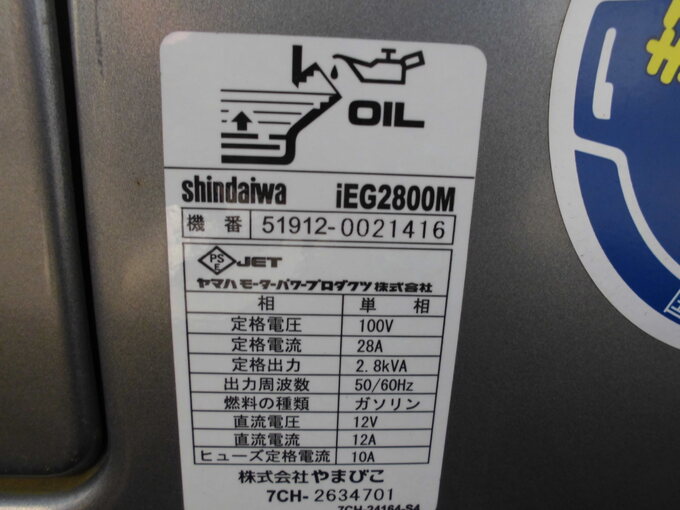 OIL
shindaiwa iEG2800M
機番 51912-0021416
PSE JET
ヤマハモーターパワープロダクツ株式会社
相 単相
定格電圧 100V
定格電流 28A
定格出力 2.8kVA
出力周波数 50/60Hz
燃料の種類 ガソリン
直流電圧 12V
直流電流 12A
ヒューズ定格電流 10A
株式会社やまびこ
7CH-2634701
7CH-24164-S4